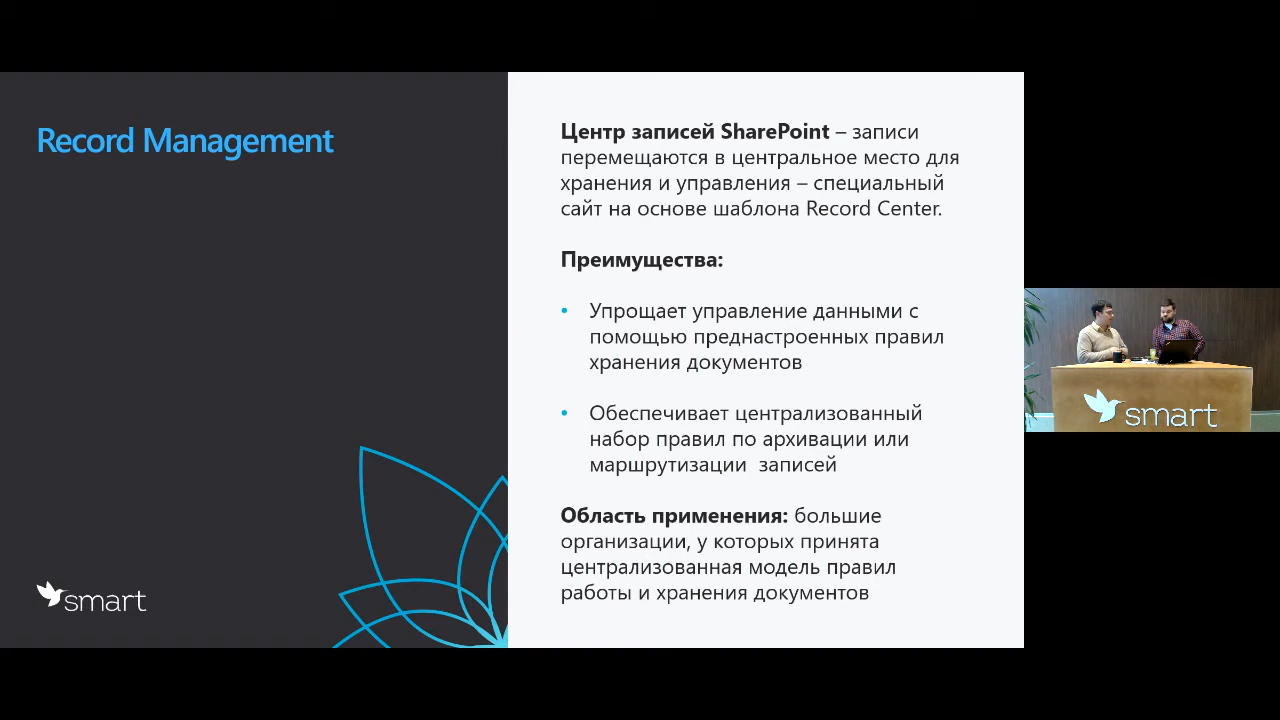 Record Management
Центр записей SharePoint – записи
перемещаются в центральное место для
хранения и управления – специальный
сайт на основе шаблона Record Center.
Преимущества:
• Упрощает управление данными с
помощью преднастроенных правил
хранения документов
• Обеспечивает централизованный
набор правил по архивации или
маршрутизации  записей
Область применения: большие
организации, у которых принята
централизованная модель правил
работы и хранения документов
smart
smart